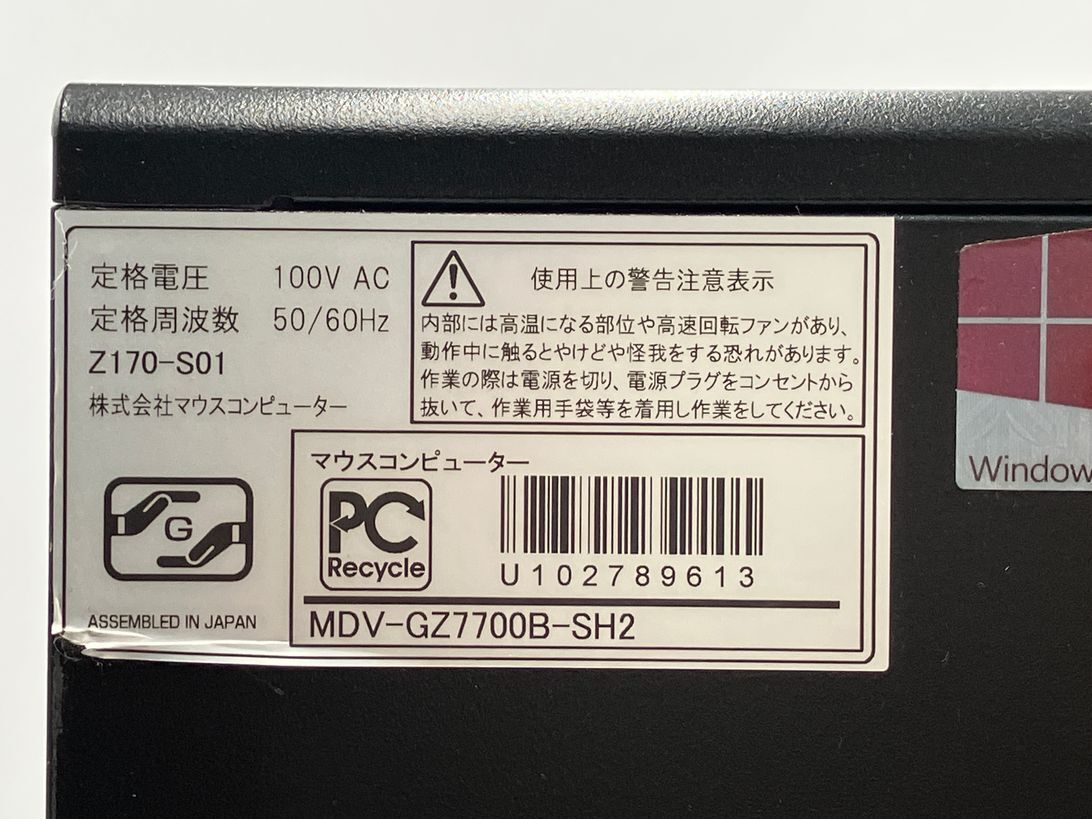 定格電圧 100V AC
定格周波数 50/60Hz
Z170-S01
株式会社マウスコンピューター
使用上の警告注意表示
内部には高温になる部位や高速回転ファンがあり、
動作中に触るとやけどや怪我をする恐れがあります。
作業の際は電源を切り、電源プラグをコンセントから
抜いて、作業用手袋等を着用し作業をしてください。
G
ASSEMBLED IN JAPAN
マウスコンピューター
PC
Recycle
U102789613
MDV-GZ7700B-SH2
Window